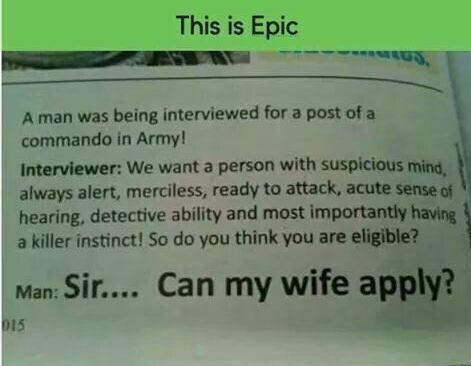 This is Epic
A man was being interviewed for a post of a
commando in Army!
Interviewer: We want a person with suspicious mind,
always alert, merciless, ready to attack, acute sense of
hearing, detective ability and most importantly having
a killer instinct! So do you think you are eligible?
Man: Sir.... Can my wife apply?
015